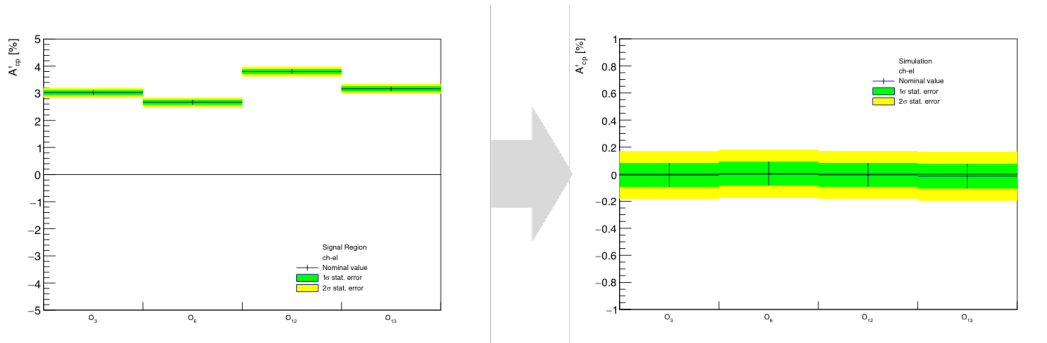 A'cp [%]
5
4
3
2
1
0
−1
−2
−3
−4
−5
Signal Region
ch-el
Nominal value
1σ stat. error
2σ stat. error
O3 O6 O12 O13
A'cp [%]
1
0.8
0.6
0.4
0.2
0
−0.2
−0.4
−0.6
−0.8
−1
Simulation
ch-el
Nominal value
1σ stat. error
2σ stat. error
O3 O6 O12 O13